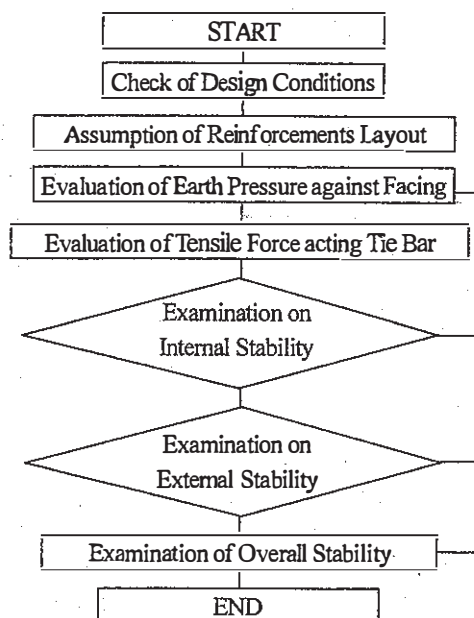 START
Check of Design Conditions
Assumption of Reinforcements Layout
Evaluation of Earth Pressure against Facing
Evaluation of Tensile Force acting Tie Bar
Examination on
Internal Stability
Examination on
External Stability
Examination of Overall Stability
END